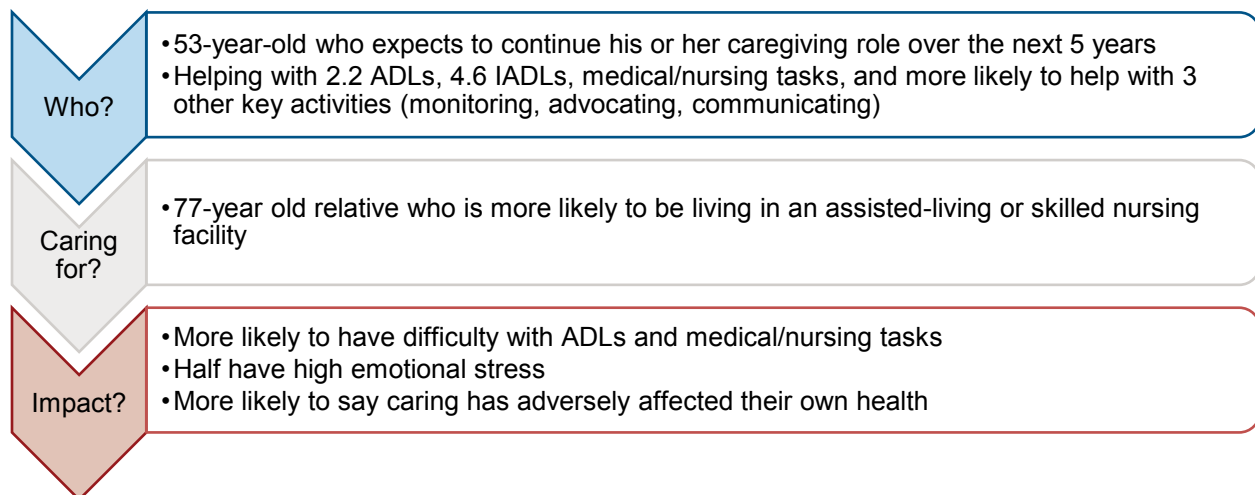 Who?
•53-year-old who expects to continue his or her caregiving role over the next 5 years
•Helping with 2.2 ADLs, 4.6 IADLs, medical/nursing tasks, and more likely to help with 3
other key activities (monitoring, advocating, communicating)
Caring
for?
•77-year old relative who is more likely to be living in an assisted-living or skilled nursing
facility
Impact?
•More likely to have difficulty with ADLs and medical/nursing tasks
•Half have high emotional stress
•More likely to say caring has adversely affected their own health